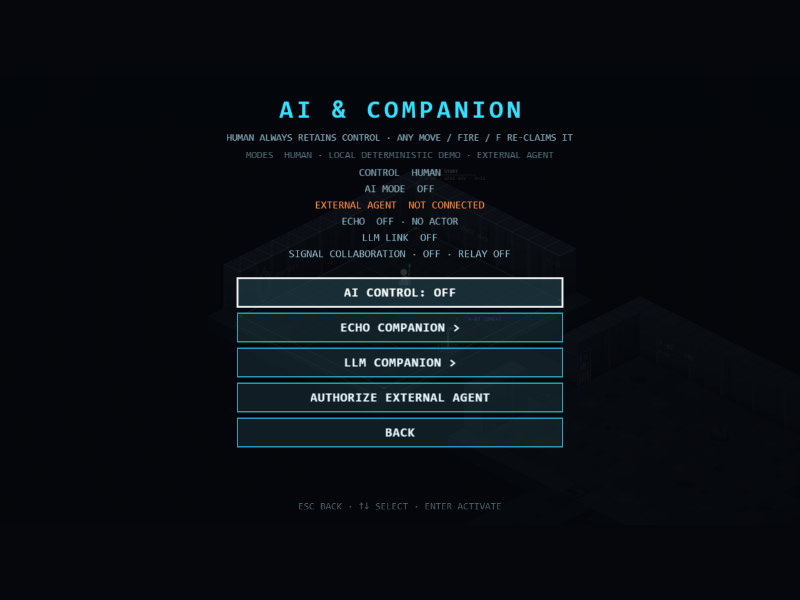 AI & COMPANION
HUMAN ALWAYS RETAINS CONTROL · ANY MOVE / FIRE / F RE-CLAIMS IT
MODES  HUMAN · LOCAL DETERMINISTIC DEMO · EXTERNAL AGENT
CONTROL  HUMAN
AI MODE  OFF
EXTERNAL AGENT  NOT CONNECTED
ECHO  OFF · NO ACTOR
LLM LINK  OFF
SIGNAL COLLABORATION · OFF · RELAY OFF
AI CONTROL: OFF
ECHO COMPANION >
LLM COMPANION >
AUTHORIZE EXTERNAL AGENT
BACK
ESC BACK · ↑↓ SELECT · ENTER ACTIVATE